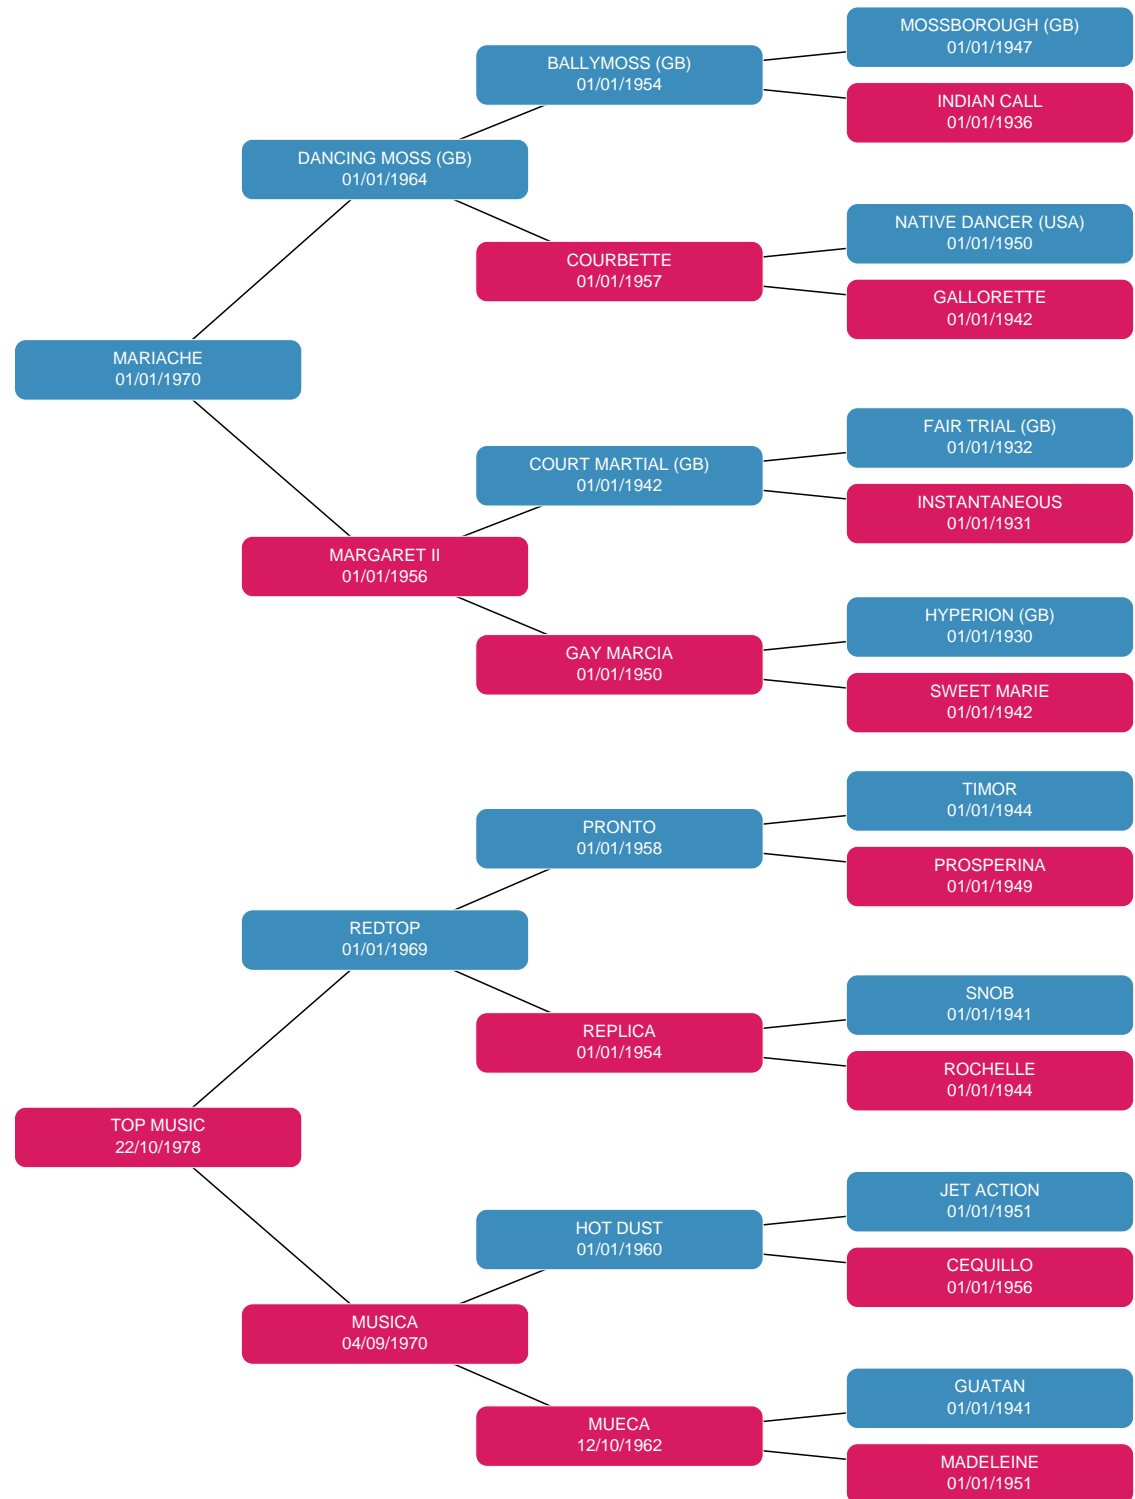 MOSSBOROUGH (GB)
01/01/1947
BALLYMOSS (GB)
01/01/1954
INDIAN CALL
01/01/1936
DANCING MOSS (GB)
01/01/1964
NATIVE DANCER (USA)
01/01/1950
COURBETTE
01/01/1957
GALLORETTE
01/01/1942
MARIACHE
01/01/1970
FAIR TRIAL (GB)
01/01/1932
COURT MARTIAL (GB)
01/01/1942
INSTANTANEOUS
01/01/1931
MARGARET II
01/01/1956
HYPERION (GB)
01/01/1930
GAY MARCIA
01/01/1950
SWEET MARIE
01/01/1942
TIMOR
01/01/1944
PRONTO
01/01/1958
PROSPERINA
01/01/1949
REDTOP
01/01/1969
SNOB
01/01/1941
REPLICA
01/01/1954
ROCHELLE
01/01/1944
TOP MUSIC
22/10/1978
JET ACTION
01/01/1951
HOT DUST
01/01/1960
CEQUILLO
01/01/1956
MUSICA
04/09/1970
GUATAN
01/01/1941
MUECA
12/10/1962
MADELEINE
01/01/1951